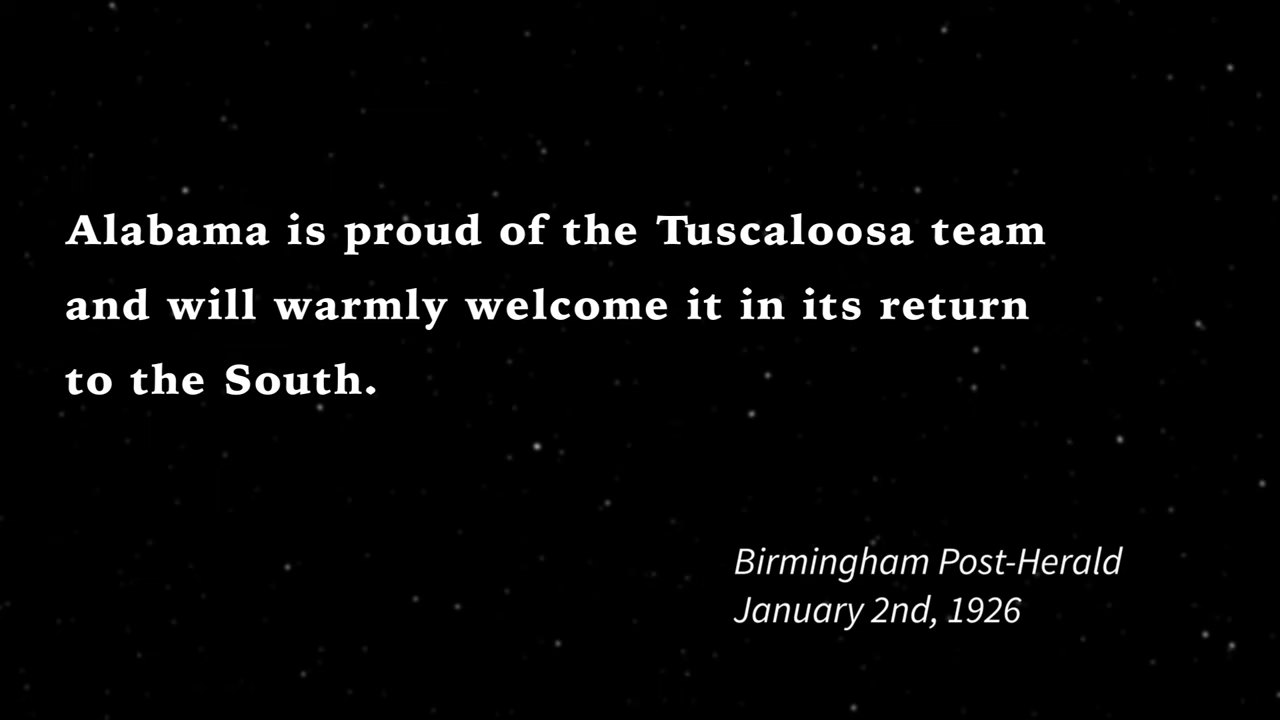 Alabama is proud of the Tuscaloosa team
and will warmly welcome it in its return
to the South.
Birmingham Post-Herald
January 2nd, 1926